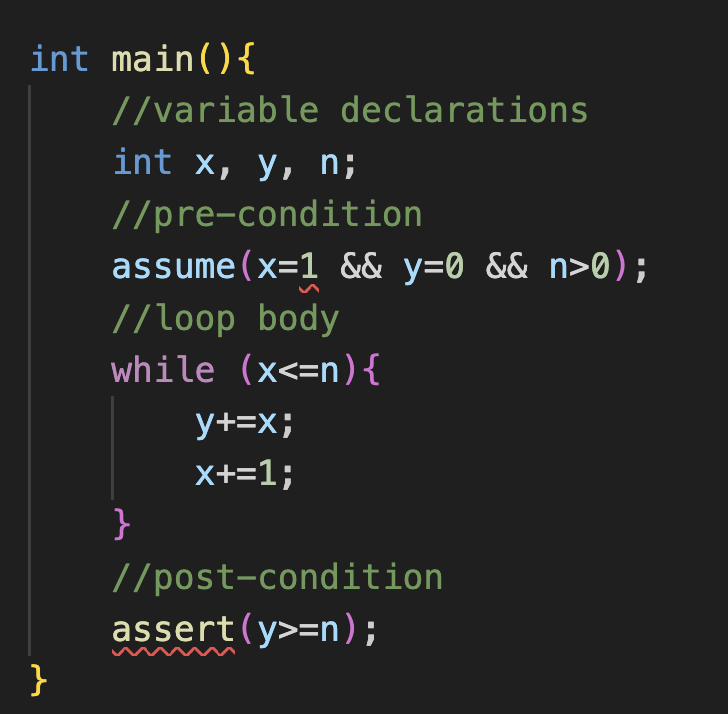 int main(){
//variable declarations
int x, y, n;
//pre-condition
assume(x=1 && y=0 && n>0);
//loop body
while (x<=n){
y+=x;
x+=1;
}
//post-condition
assert(y>=n);
}